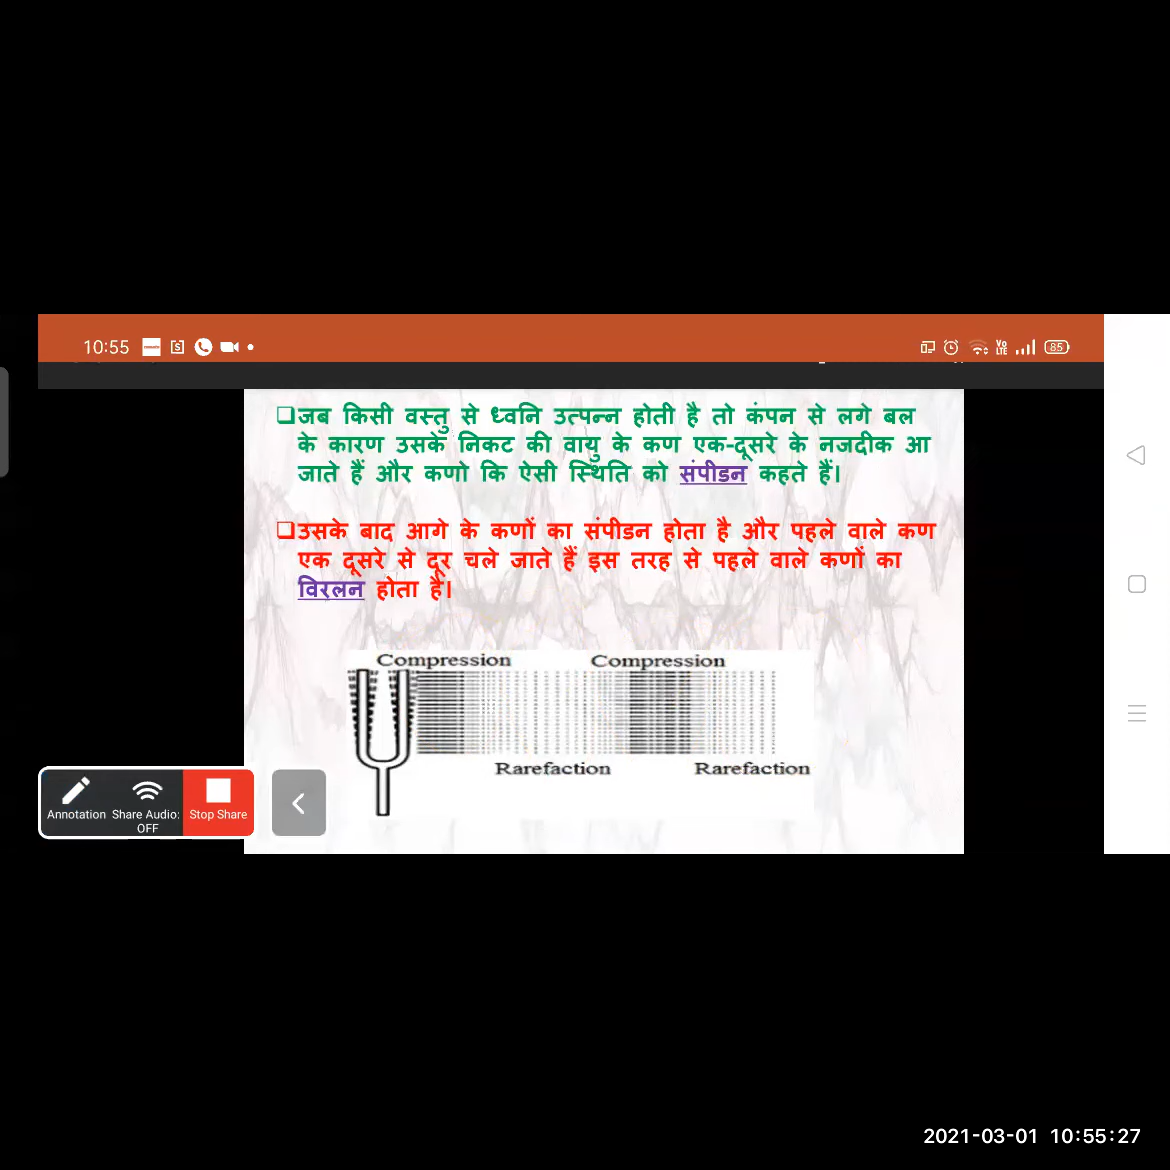 10:55
85
❑जब किसी वस्तु से ध्वनि उत्पन्न होती है तो कंपन से लगे बल
के कारण उसके निकट की वायु के कण एक-दूसरे के नजदीक आ
जाते हैं और कणो कि ऐसी स्थिति को संपीडन कहते हैं।
❑उसके बाद आगे के कणों का संपीडन होता है और पहले वाले कण
एक दूसरे से दूर चले जाते हैं इस तरह से पहले वाले कणों का
विरलन होता है।
Compression Compression
Rarefaction Rarefaction
Annotation Share Audio: Stop Share
OFF
2021-03-01 10:55:27